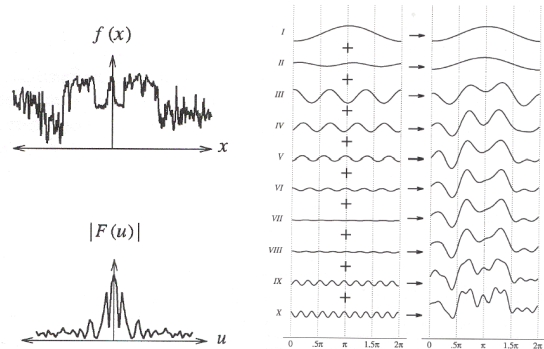 f(x)
x
|F(u)|
u
I
+
II
+
III
+
IV
+
V
+
VI
+
VII
+
VIII
+
IX
+
X
0 .5π π 1.5π 2π
0 .5π π 1.5π 2π